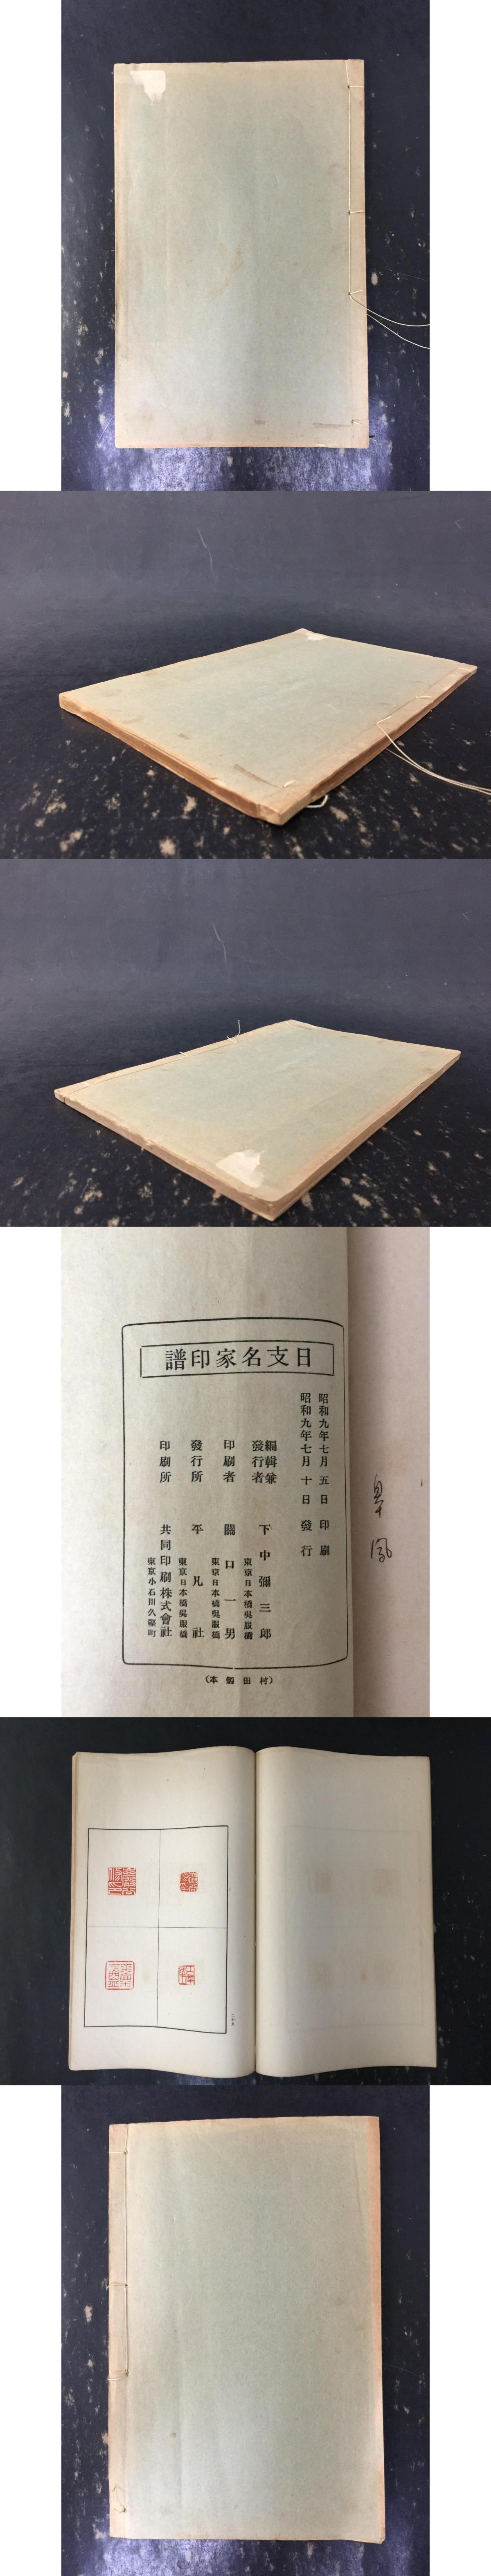 譜印家名支日
昭和九年七月五日印刷
昭和九年七月十日發行
編輯兼
發行者
下中彌三郎
東京日本橋吳服橋
印刷者
關口一男
東京日本橋吳服橋
發行所
平凡社
東京日本橋吳服橋
印刷所
共同印刷株式會社
東京小石川久堅町
(本製田村)